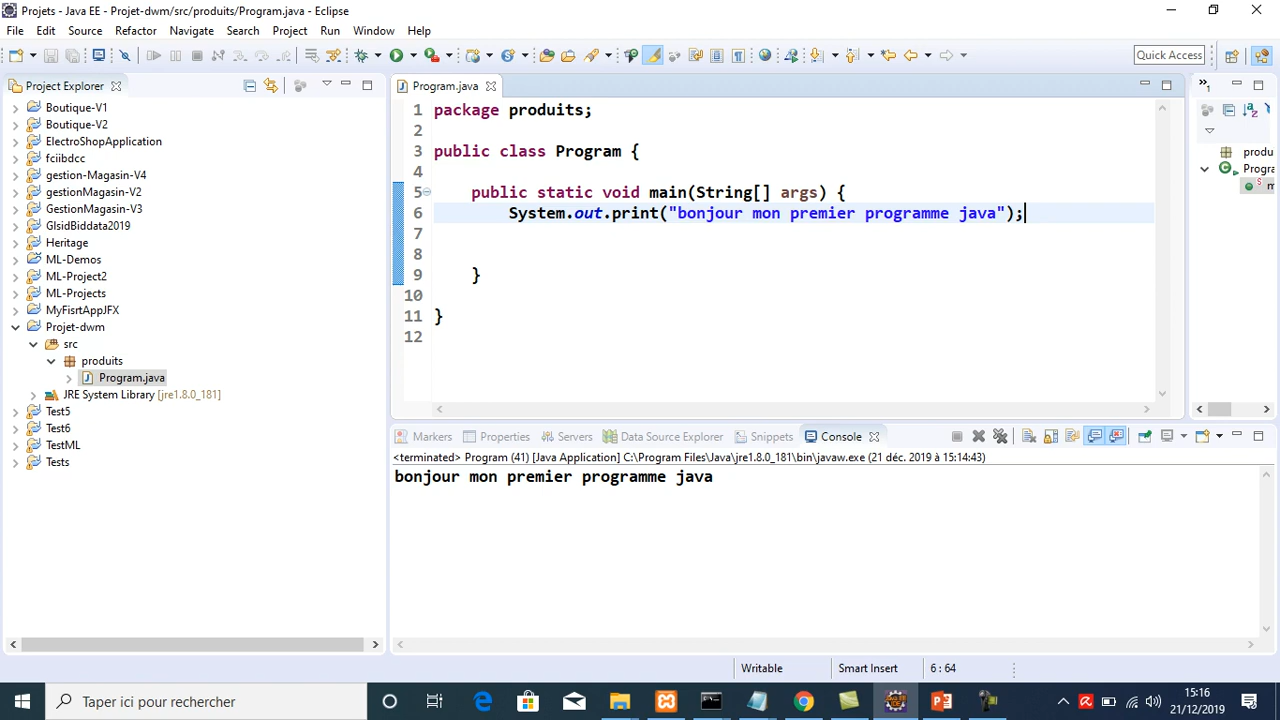 Projets - Java EE - Projet-dwm/src/produits/Program.java - Eclipse
File Edit Source Refactor Navigate Search Project Run Window Help
Quick Access
Project Explorer
Boutique-V1
Boutique-V2
ElectroShopApplication
fciibdcc
gestion-Magasin-V4
gestionMagasin-V2
GestionMagasin-V3
GlsidBiddata2019
Heritage
ML-Demos
ML-Project2
ML-Projects
MyFisrtAppJFX
Projet-dwm
src
produits
Program.java
JRE System Library [jre1.8.0_181]
Test5
Test6
TestML
Tests
Program.java
1 package produits;
2
3 public class Program {
4
5 public static void main(String[] args) {
6 System.out.print("bonjour mon premier programme java");
7
8
9 }
10
11 }
12
produ
Progra
m
Markers Properties Servers Data Source Explorer Snippets Console
<terminated> Program (41) [Java Application] C:\Program Files\Java\jre1.8.0_181\bin\javaw.exe (21 déc. 2019 à 15:14:43)
bonjour mon premier programme java
Writable Smart Insert 6 : 64
Taper ici pour rechercher
15:16
21/12/2019